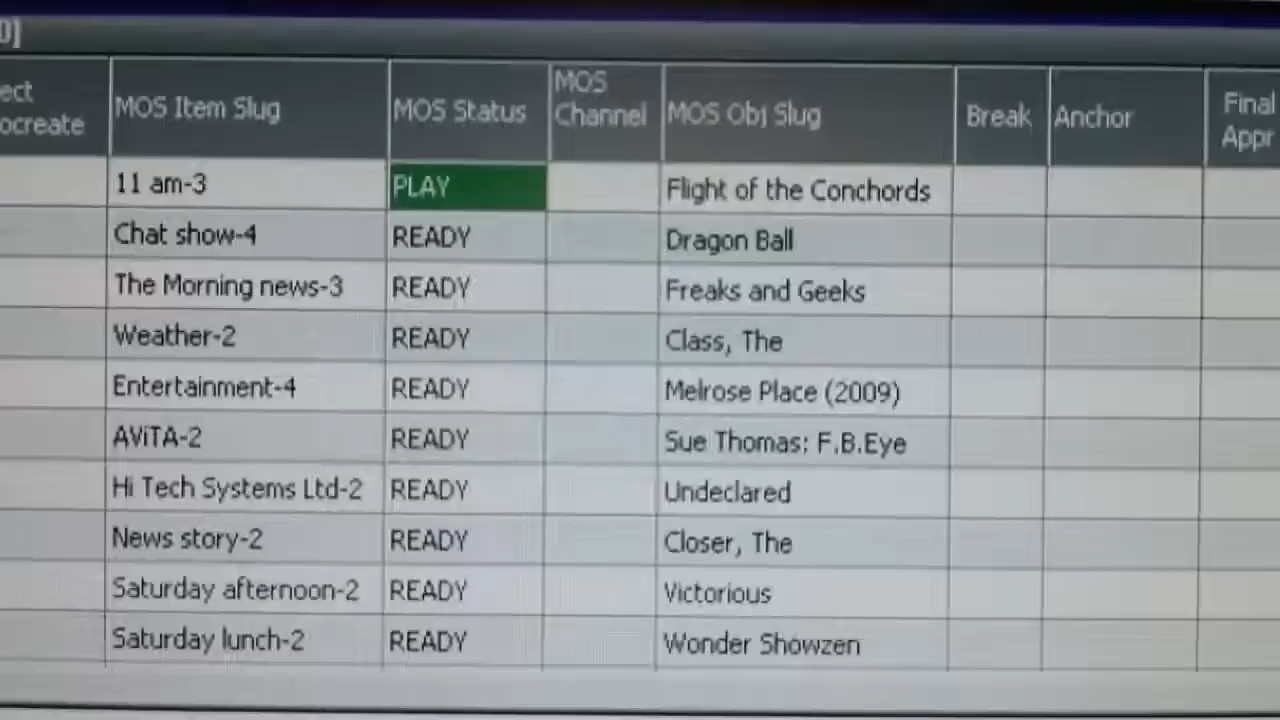 0]
ect
ocreate
MOS Item Slug
MOS Status
MOS
Channel
MOS Obj Slug
Break
Anchor
Final
Appr
11 am-3 PLAY Flight of the Conchords
Chat show-4 READY Dragon Ball
The Morning news-3 READY Freaks and Geeks
Weather-2 READY Class, The
Entertainment-4 READY Melrose Place (2009)
AViTA-2 READY Sue Thomas: F.B.Eye
Hi Tech Systems Ltd-2 READY Undeclared
News story-2 READY Closer, The
Saturday afternoon-2 READY Victorious
Saturday lunch-2 READY Wonder Showzen